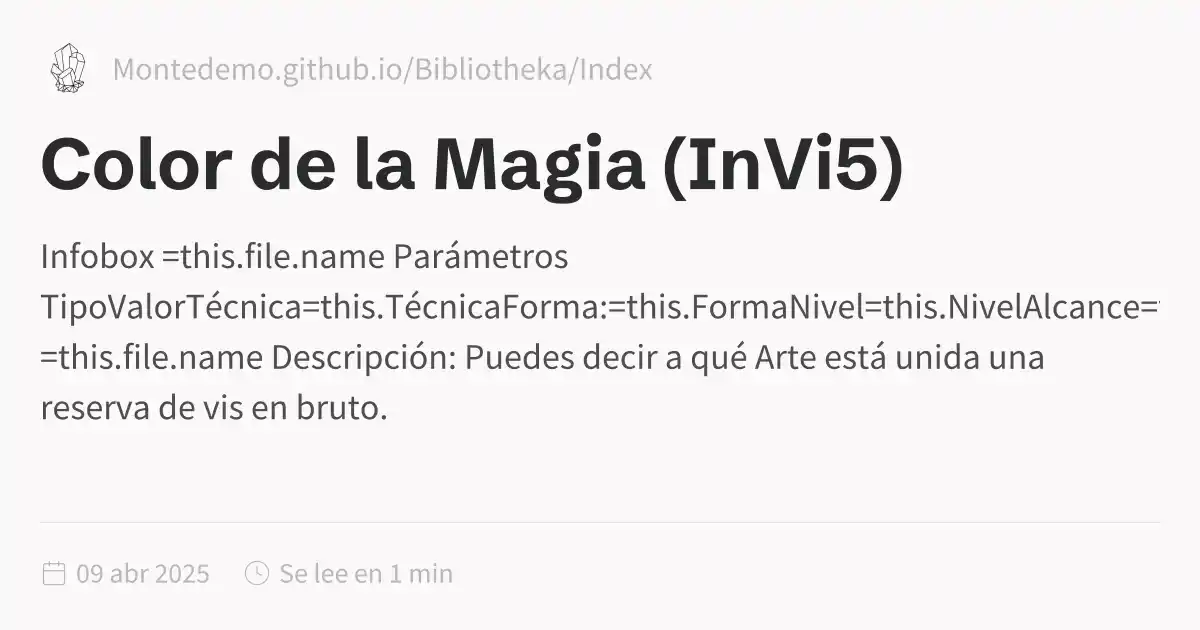 Montedemo.github.io/Bibliotheka/Index
Color de la Magia (InVi5)
Infobox =this.file.name Parámetros
TipoValorTécnica=this.TécnicaForma:=this.FormaNivel=this.NivelAlcance=
=this.file.name Descripción: Puedes decir a qué Arte está unida una
reserva de vis en bruto.
09 abr 2025 Se lee en 1 min